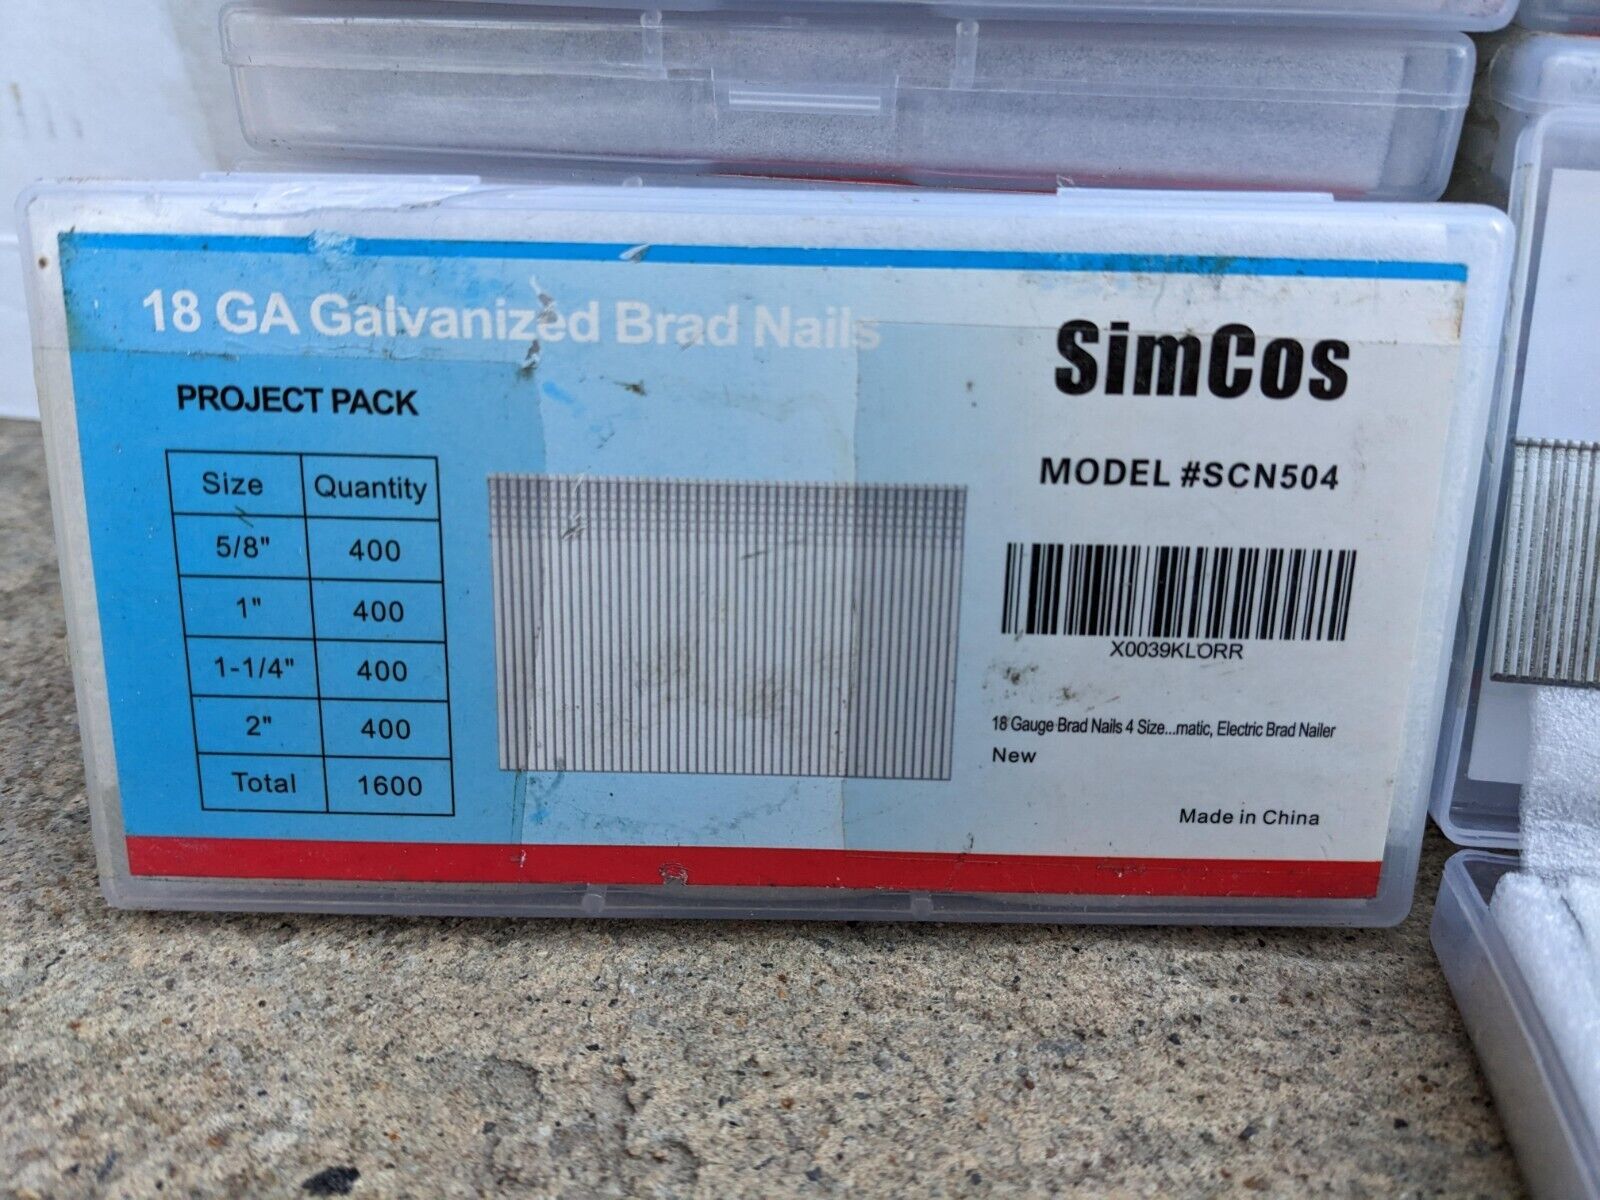 18 GA Galvanized Brad Nails
SimCos
PROJECT PACK
MODEL #SCN504
Size Quantity
5/8" 400
1" 400
1-1/4" 400
2" 400
Total 1600
X0039KLORR
18 Gauge Brad Nails 4 Size...matic, Electric Brad Nailer
New
Made in China